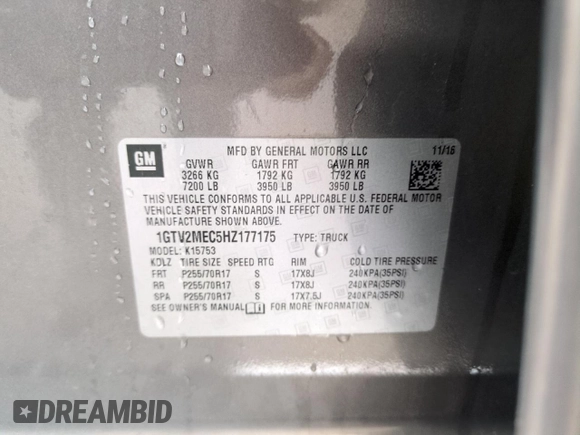 GM
MFD BY GENERAL MOTORS LLC 11/16
GVWR GAWR FRT GAWR RR
3266 KG 1792 KG 1792 KG
7200 LB 3950 LB 3950 LB
THIS VEHICLE CONFORMS TO ALL APPLICABLE U.S. FEDERAL MOTOR
VEHICLE SAFETY STANDARDS IN EFFECT ON THE DATE OF
MANUFACTURE SHOWN ABOVE.
1GTV2MEC5HZ177175 TYPE: TRUCK
MODEL: K15753
KOLZ TIRE SIZE SPEED RTG RIM COLD TIRE PRESSURE
FRT P255/70R17 S 17X8J 240KPA(35PSI)
RR P255/70R17 S 17X8J 240KPA(35PSI)
SPA P255/70R17 S 17X7.5J 240KPA(35PSI)
SEE OWNER'S MANUAL FOR MORE INFORMATION.
DREAMBID